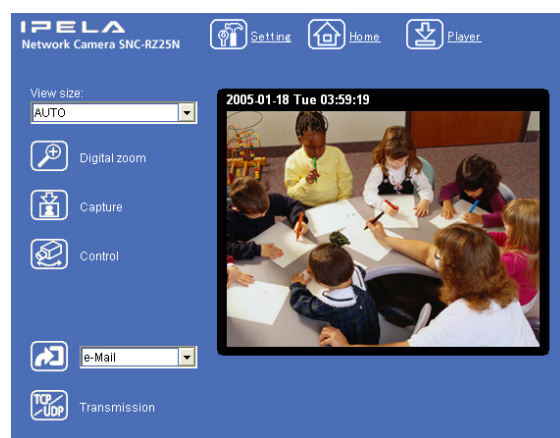 IPELA
Network Camera SNC-RZ25N
Setting
Home
Player
View size:
AUTO
2005-01-18 Tue 03:59:19
Digital zoom
Capture
Control
e-Mail
TCP/UDP
Transmission